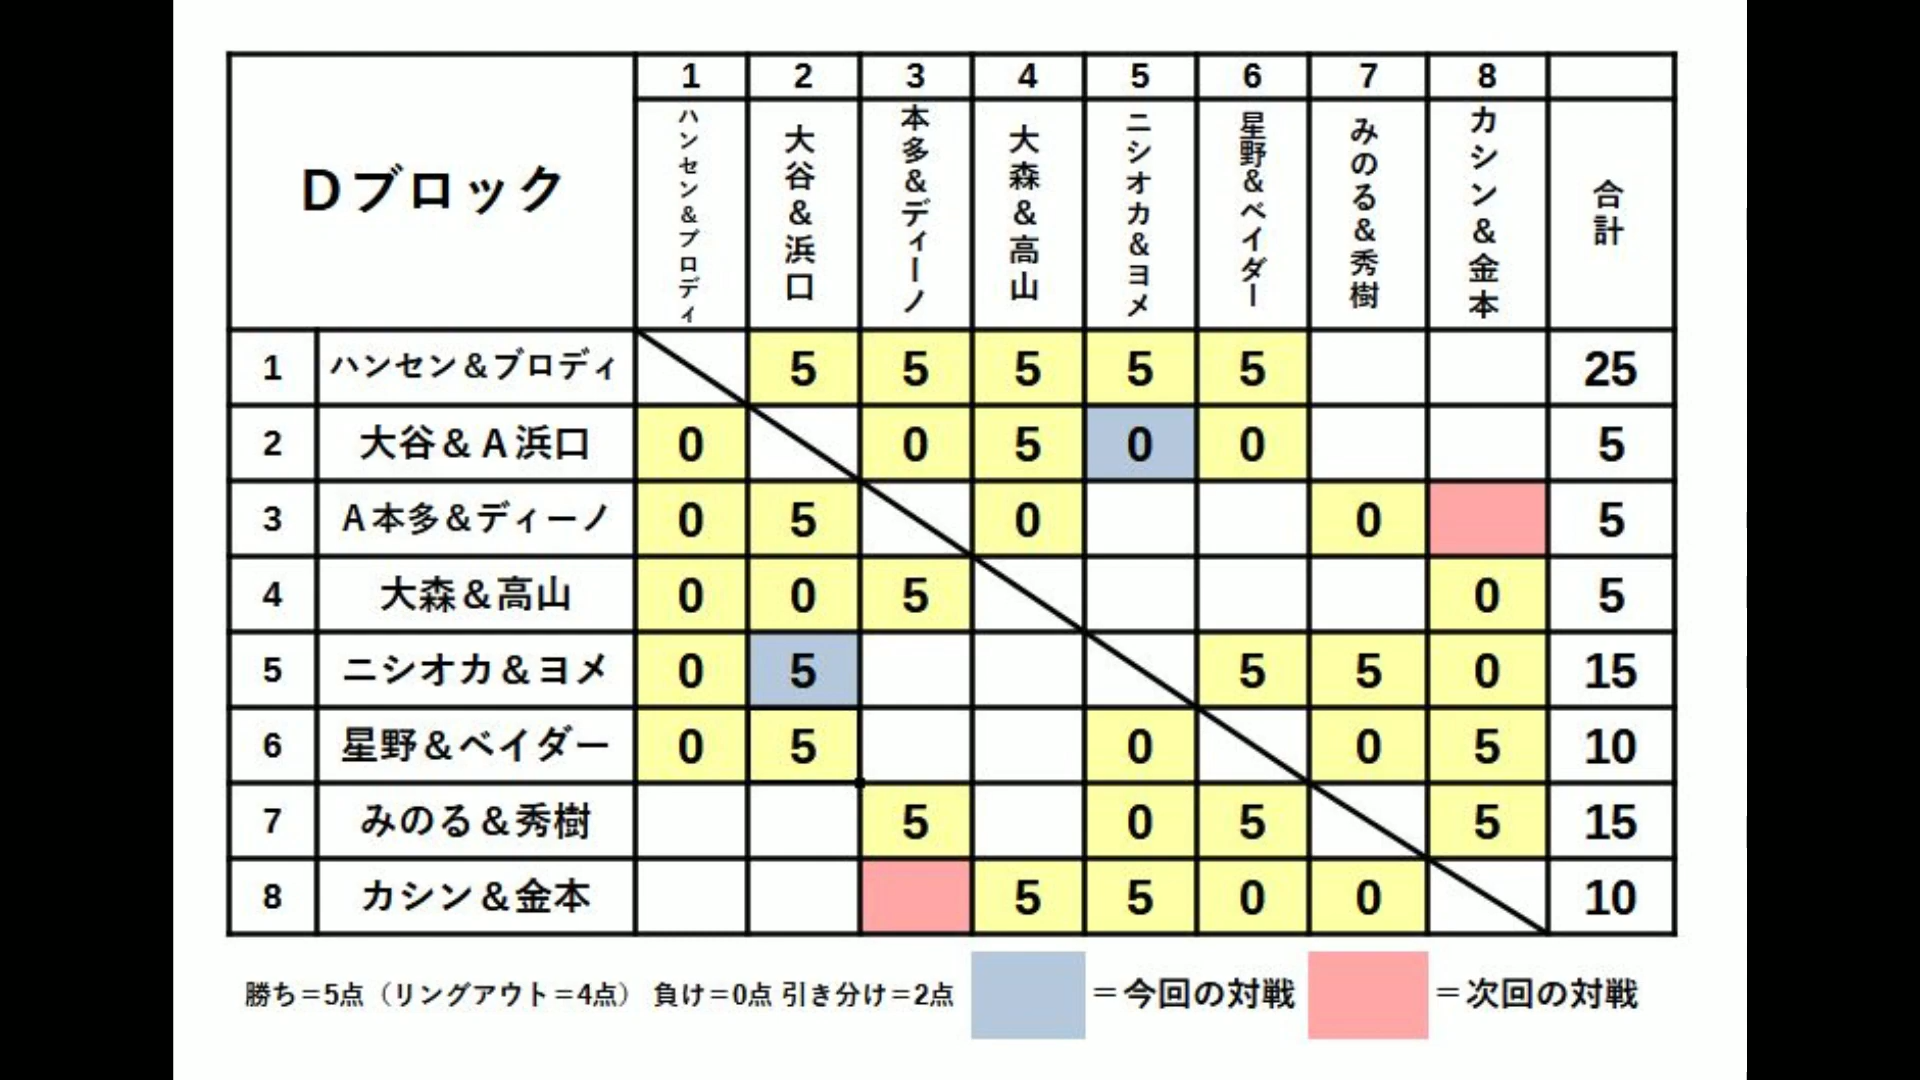 Dブロック
1 2 3 4 5 6 7 8
ハンセン&ブロディ
大谷&浜口
本多&ディーノ
大森&高山
ニシオカ&ヨメ
星野&ベイダー
みのる&秀樹
カシン&金本
合計
1 ハンセン&ブロディ 5 5 5 5 5 25
2 大谷&A浜口 0 0 5 0 0 5
3 A本多&ディーノ 0 5 0 0 5
4 大森&高山 0 0 5 0 5
5 ニシオカ&ヨメ 0 5 5 5 0 15
6 星野&ベイダー 0 5 0 0 5 10
7 みのる&秀樹 5 0 5 5 15
8 カシン&金本 5 5 0 0 10
勝ち=5点(リングアウト=4点) 負け=0点 引き分け=2点 =今回の対戦 =次回の対戦